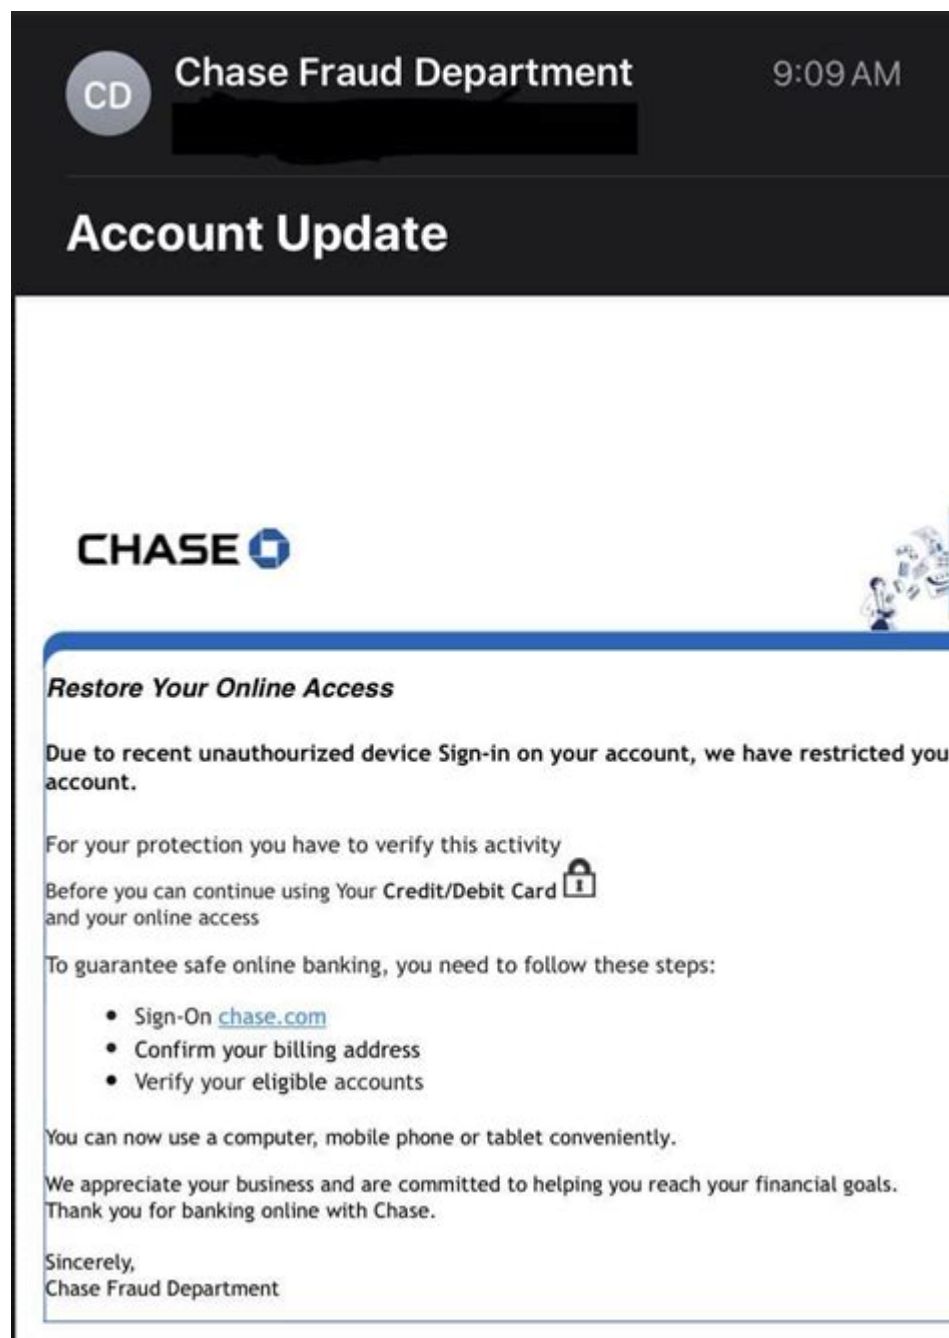 CD
Chase Fraud Department
9:09 AM
Account Update
CHASE
Restore Your Online Access
Due to recent unauthourized device Sign-in on your account, we have restricted you
account.
For your protection you have to verify this activity
Before you can continue using Your Credit/Debit Card
and your online access
To guarantee safe online banking, you need to follow these steps:
• Sign-On chase.com
• Confirm your billing address
• Verify your eligible accounts
You can now use a computer, mobile phone or tablet conveniently.
We appreciate your business and are committed to helping you reach your financial goals.
Thank you for banking online with Chase.
Sincerely,
Chase Fraud Department